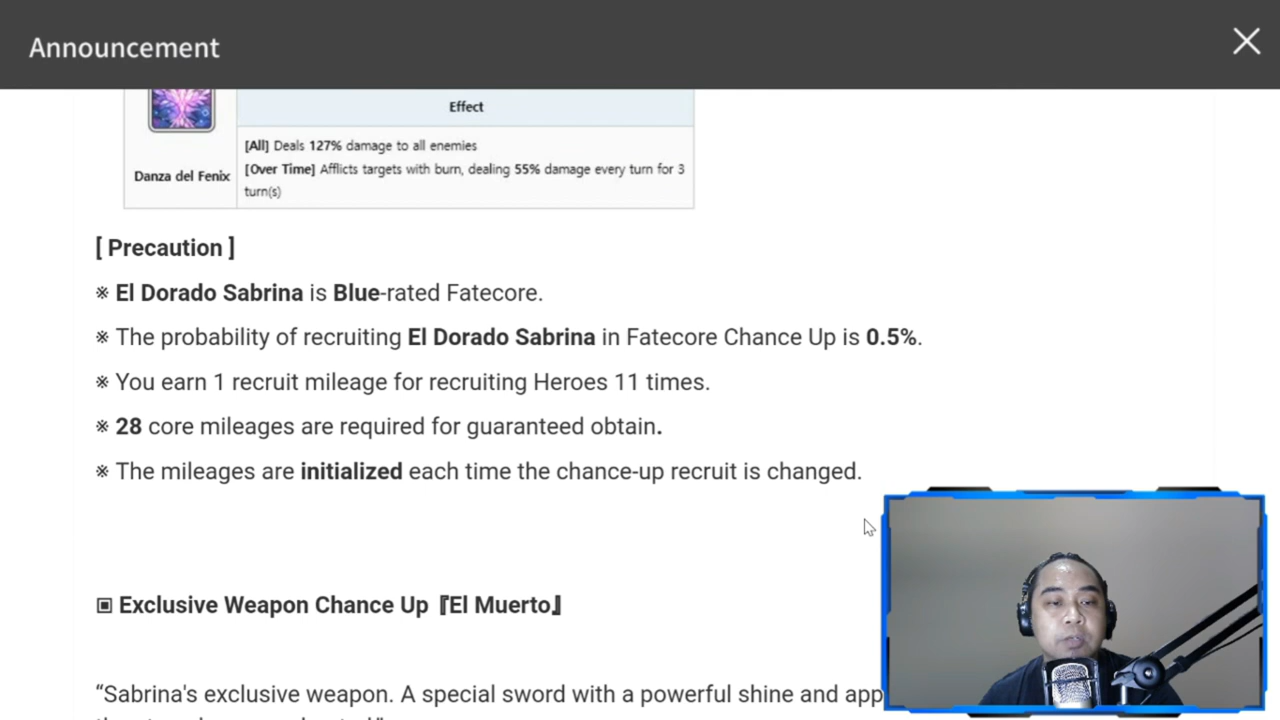 Announcement
Effect
[All] Deals 127% damage to all enemies
[Over Time] Afflicts targets with burn, dealing 55% damage every turn for 3
turn(s)
Danza del Fenix
[ Precaution ]
※ El Dorado Sabrina is Blue-rated Fatecore.
※ The probability of recruiting El Dorado Sabrina in Fatecore Chance Up is 0.5%.
※ You earn 1 recruit mileage for recruiting Heroes 11 times.
※ 28 core mileages are required for guaranteed obtain.
※ The mileages are initialized each time the chance-up recruit is changed.
▣ Exclusive Weapon Chance Up『El Muerto』
“Sabrina's exclusive weapon. A special sword with a powerful shine and app